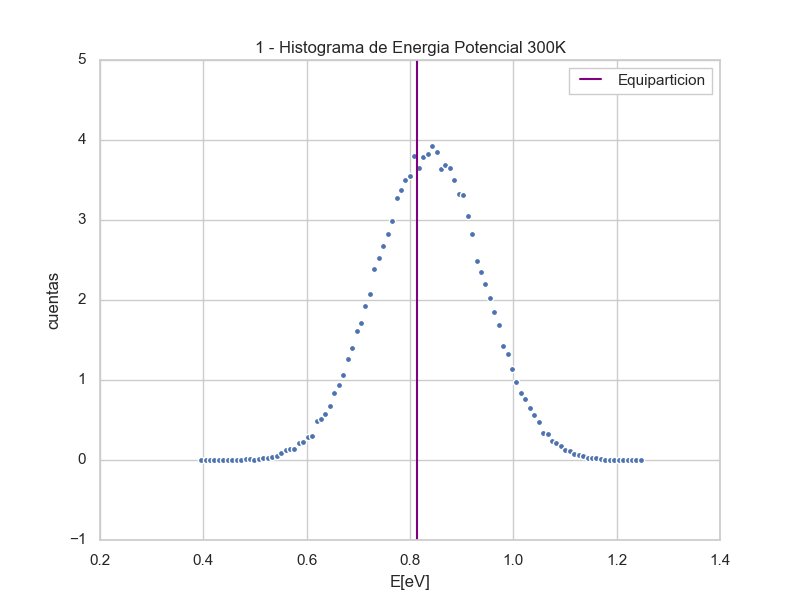 1 - Histograma de Energia Potencial 300K
Equiparticion
5
4
3
2
1
0
−1
cuentas
0.2 0.4 0.6 0.8 1.0 1.2 1.4
E[eV]